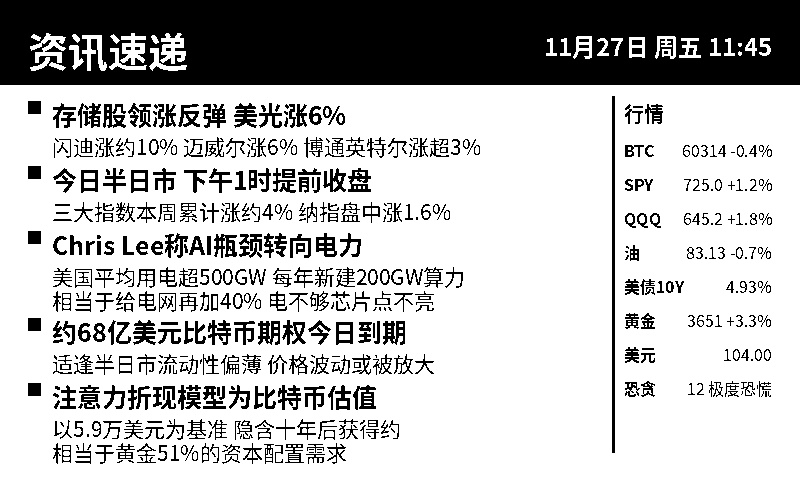 资讯速递
11月27日 周五 11:45
存储股领涨反弹 美光涨6%
闪迪涨约10% 迈威尔涨6% 博通英特尔涨超3%
今日半日市 下午1时提前收盘
三大指数本周累计涨约4% 纳指盘中涨1.6%
Chris Lee称AI瓶颈转向电力
美国平均用电超500GW 每年新建200GW算力
相当于给电网再加40% 电不够芯片点不亮
约68亿美元比特币期权今日到期
适逢半日市流动性偏薄 价格波动或被放大
注意力折现模型为比特币估值
以5.9万美元为基准 隐含十年后获得约
相当于黄金51%的资本配置需求
行情
BTC 60314 -0.4%
SPY 725.0 +1.2%
QQQ 645.2 +1.8%
油 83.13 -0.7%
美债10Y 4.93%
黄金 3651 +3.3%
美元 104.00
恐贪 12 极度恐慌